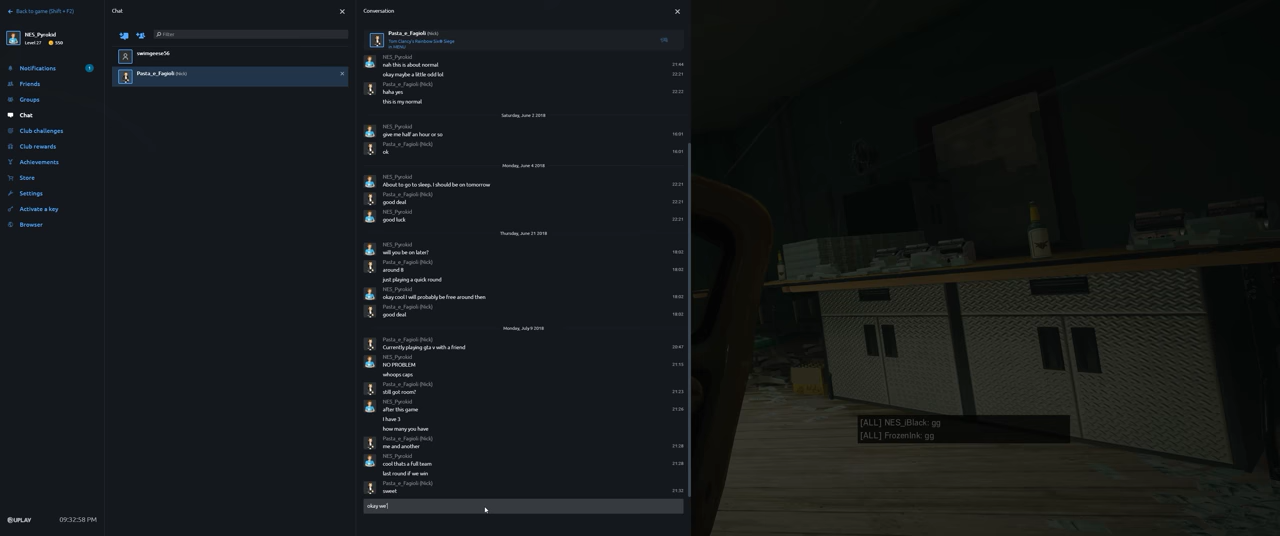 Back to game (Shift + F2)
NES_Pyrokid
Level 27
550
Notifications
1
Friends
Groups
Chat
Club challenges
Club rewards
Achievements
Store
Settings
Activate a key
Browser
UPLAY
09:32:58 PM
Chat
Filter
swimgeese56
Pasta_e_Fagioli (Nick)
Conversation
Pasta_e_Fagioli (Nick)
Tom Clancy's Rainbow Six® Siege
in MENU
NES_Pyrokid
nah this is about normal 21:44
okay maybe a little odd lol 22:21
Pasta_e_Fagioli (Nick)
haha yes 22:22
this is my normal
Saturday, June 2 2018
NES_Pyrokid
give me half an hour or so 16:01
Pasta_e_Fagioli (Nick)
ok 16:01
Monday, June 4 2018
NES_Pyrokid
About to go to sleep. I should be on tomorrow 22:21
Pasta_e_Fagioli (Nick)
good deal 22:21
NES_Pyrokid
good luck 22:21
Thursday, June 21 2018
NES_Pyrokid
will you be on later? 18:02
Pasta_e_Fagioli (Nick)
around 8 18:02
just playing a quick round
NES_Pyrokid
okay cool I will probably be free around then 18:02
Pasta_e_Fagioli (Nick)
good deal 18:02
Monday, July 9 2018
Pasta_e_Fagioli (Nick)
Currently playing gta v with a friend 20:47
NES_Pyrokid
NO PROBLEM 21:15
whoops caps
Pasta_e_Fagioli (Nick)
still got room? 21:23
NES_Pyrokid
after this game 21:26
I have 3
how many you have
Pasta_e_Fagioli (Nick)
me and another 21:28
NES_Pyrokid
cool thats a full team 21:28
last round if we win
Pasta_e_Fagioli (Nick)
sweet 21:32
okay we'
[ALL] NES_iBlack: gg
[ALL] FrozenInk: gg